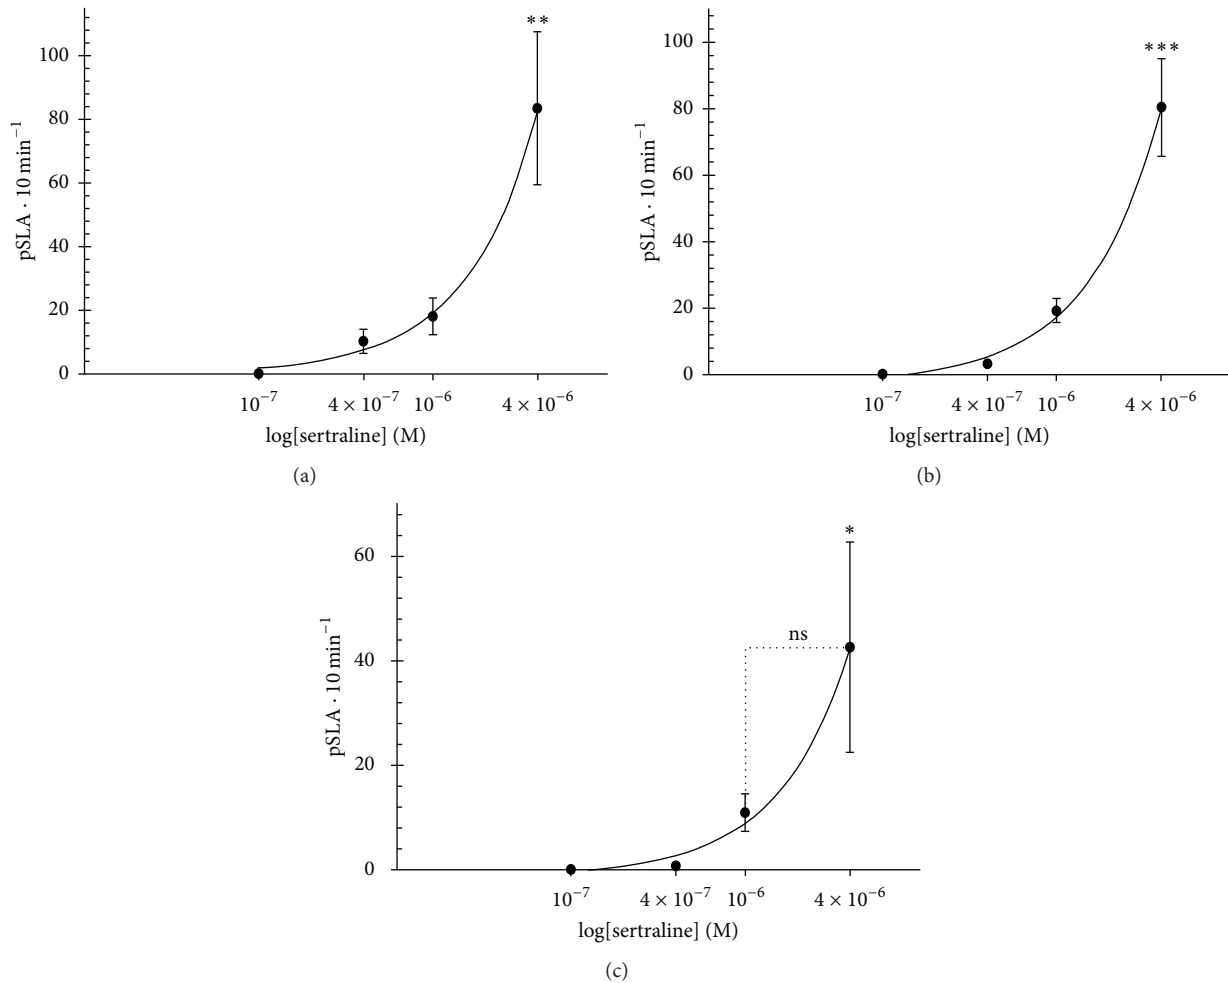 **
100
80
60
40
20
0
pSLA · 10 min⁻¹
10⁻⁷ 4 × 10⁻⁷ 10⁻⁶ 4 × 10⁻⁶
log[sertraline] (M)
(a)
***
100
80
60
40
20
0
pSLA · 10 min⁻¹
10⁻⁷ 4 × 10⁻⁷ 10⁻⁶ 4 × 10⁻⁶
log[sertraline] (M)
(b)
*
60
ns
40
20
0
pSLA · 10 min⁻¹
10⁻⁷ 4 × 10⁻⁷ 10⁻⁶ 4 × 10⁻⁶
log[sertraline] (M)
(c)